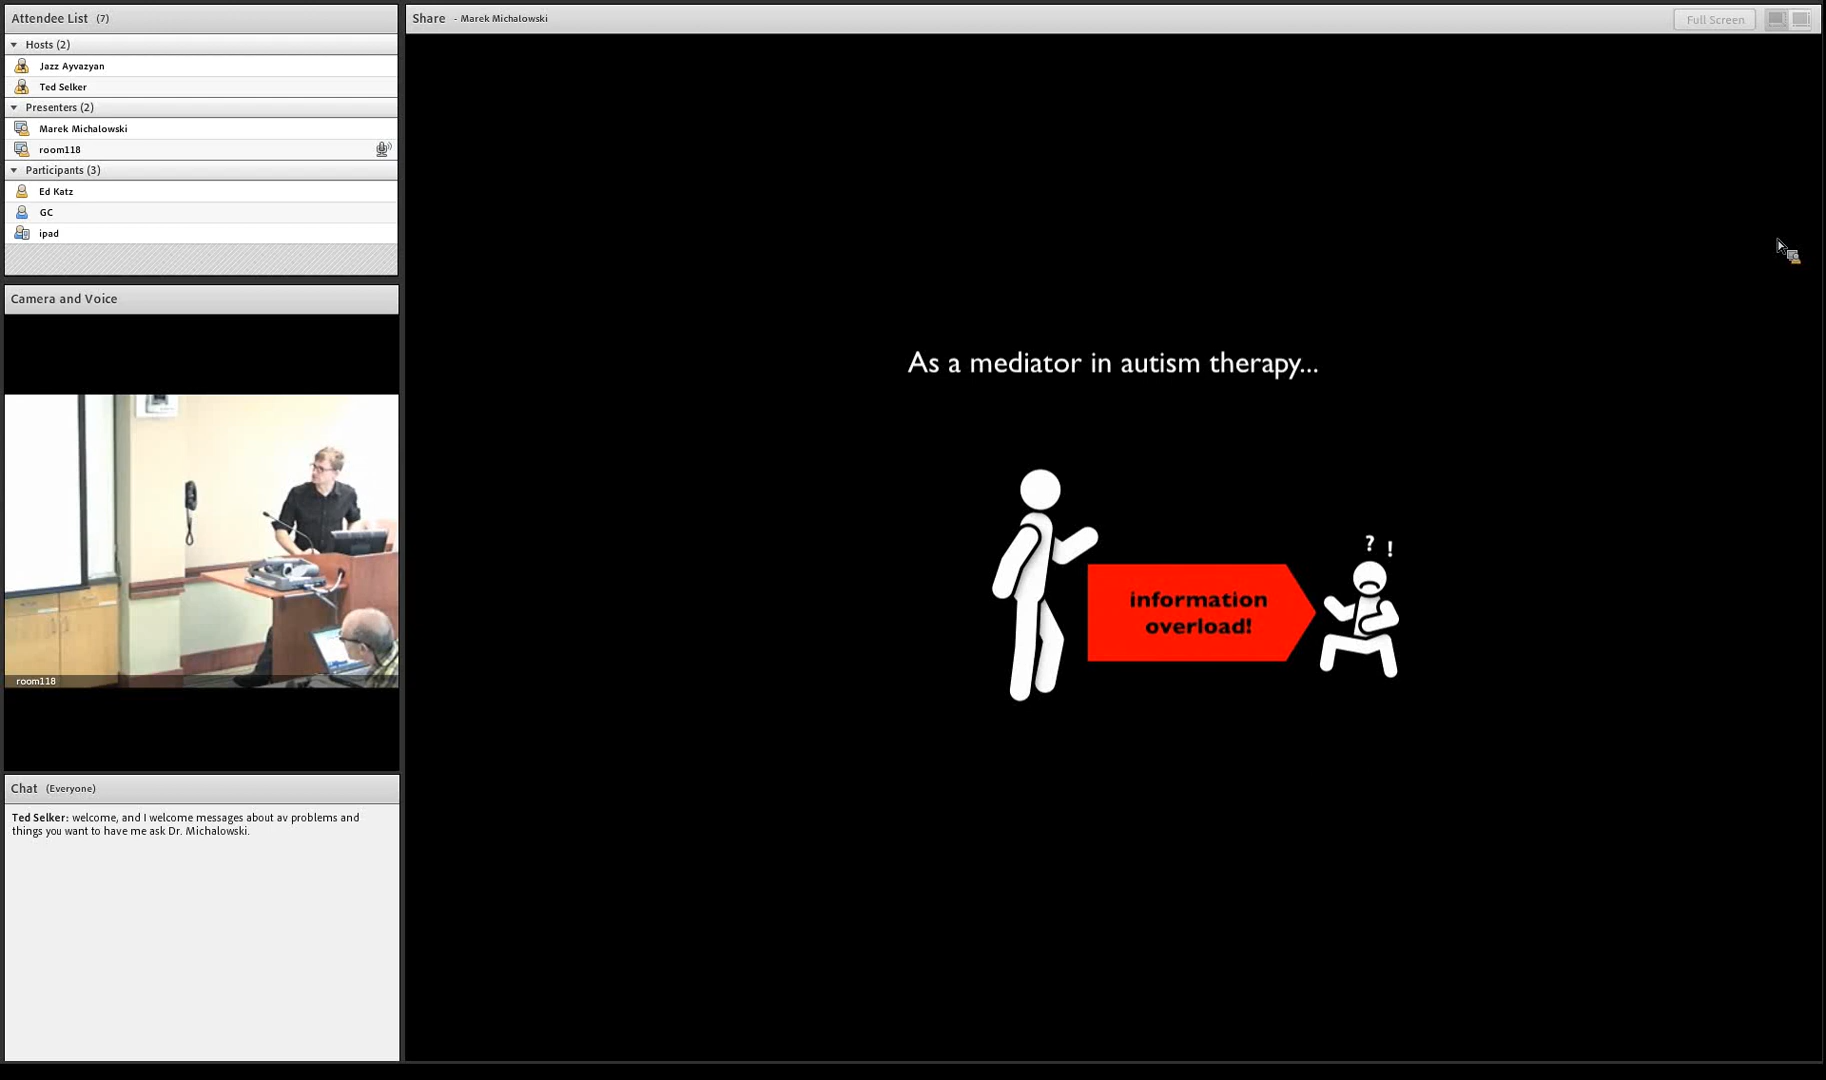 Attendee List (7)
Hosts (2)
Jazz Ayvazyan
Ted Selker
Presenters (2)
Marek Michalowski
room118
Participants (3)
Ed Katz
GC
ipad
Camera and Voice
room118
Chat (Everyone)
Ted Selker: welcome, and I welcome messages about av problems and
things you want to have me ask Dr. Michalowski.
Share - Marek Michalowski
Full Screen
As a mediator in autism therapy...
? !
information
overload!